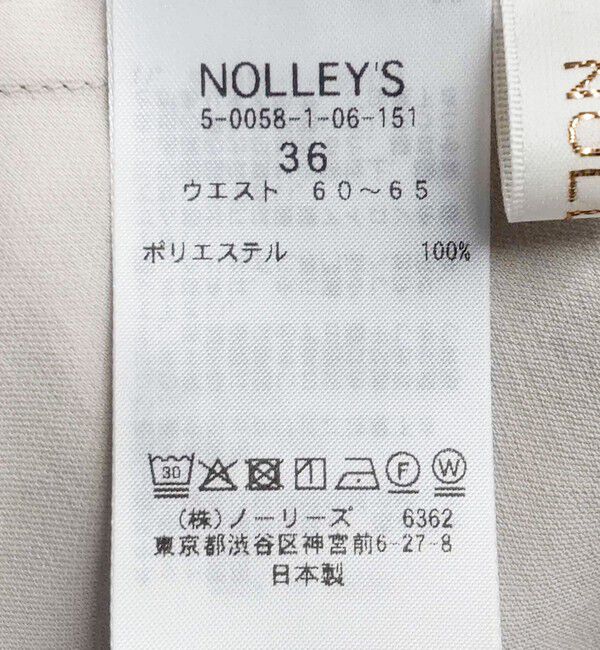 NOLLEY'S
5-0058-1-06-151
36
ウエスト 60～65
ポリエステル 100%
30
F
W
(株)ノーリーズ 6362
東京都渋谷区神宮前6-27-8
日本製
NOLL